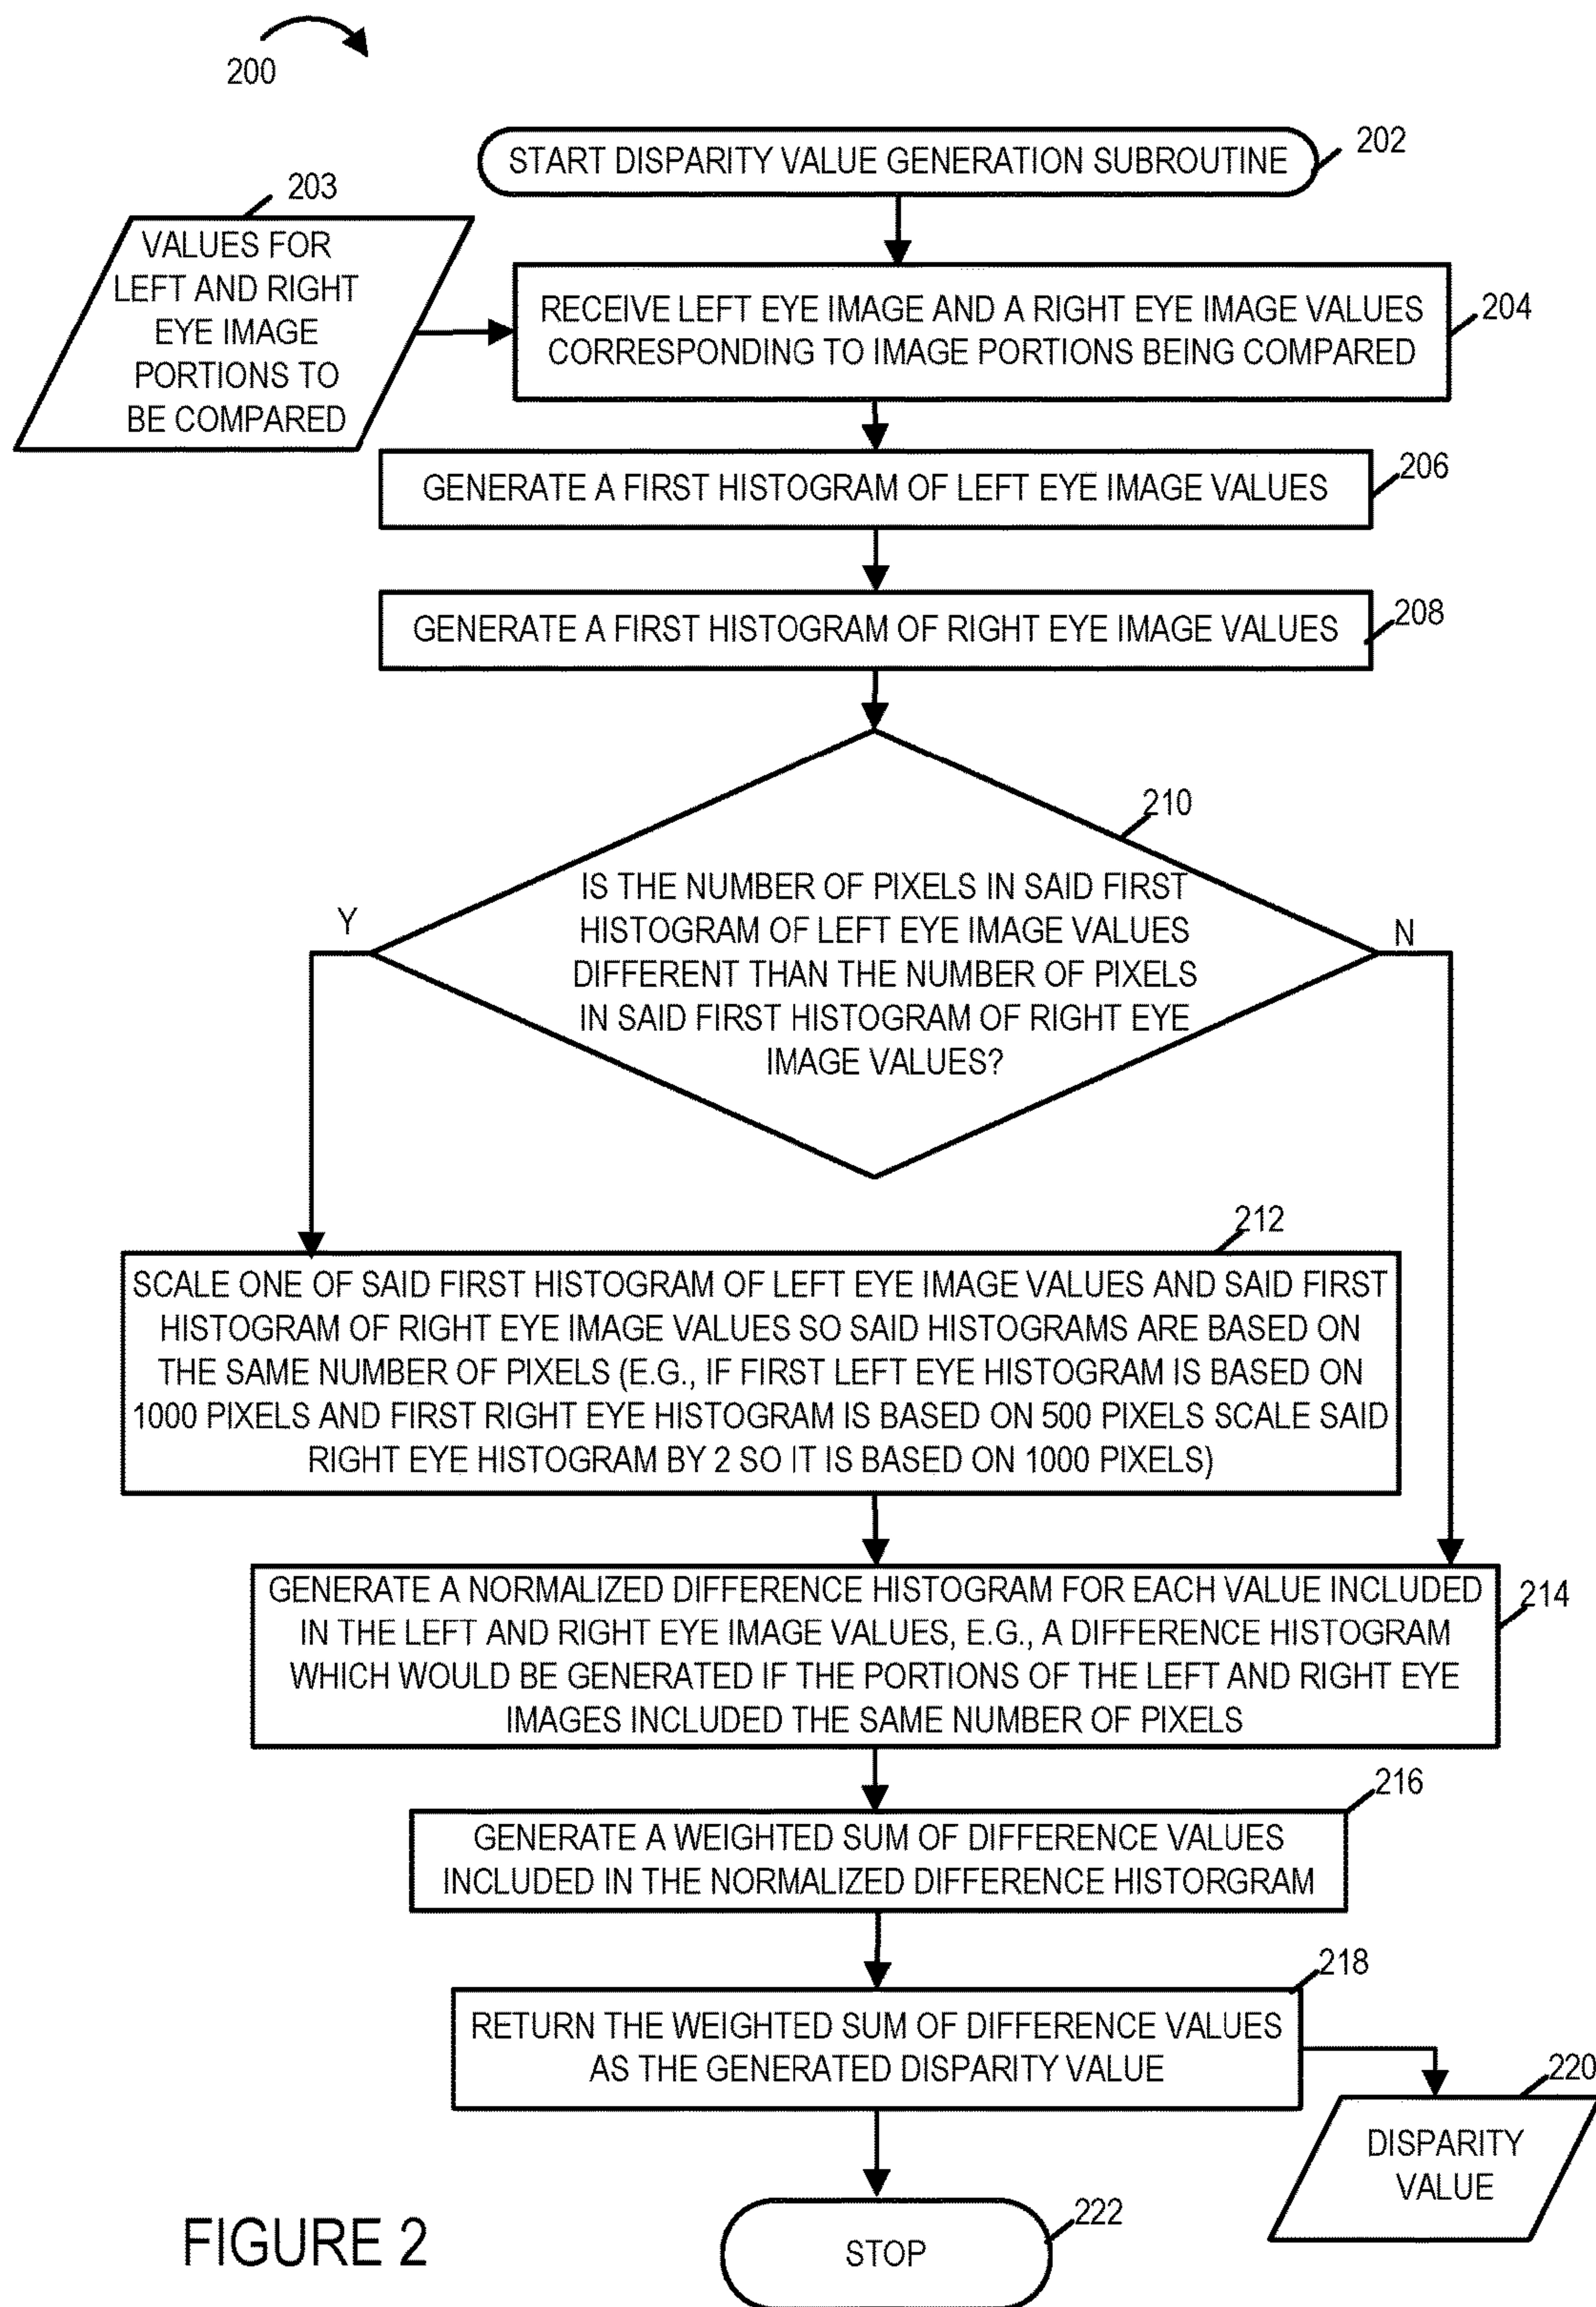 200
START DISPARITY VALUE GENERATION SUBROUTINE
202
203
VALUES FOR
LEFT AND RIGHT
EYE IMAGE
PORTIONS TO
BE COMPARED
RECEIVE LEFT EYE IMAGE AND A RIGHT EYE IMAGE VALUES
CORRESPONDING TO IMAGE PORTIONS BEING COMPARED
204
GENERATE A FIRST HISTOGRAM OF LEFT EYE IMAGE VALUES
206
GENERATE A FIRST HISTOGRAM OF RIGHT EYE IMAGE VALUES
208
210
IS THE NUMBER OF PIXELS IN SAID FIRST
HISTOGRAM OF LEFT EYE IMAGE VALUES
DIFFERENT THAN THE NUMBER OF PIXELS
IN SAID FIRST HISTOGRAM OF RIGHT EYE
IMAGE VALUES?
Y
N
212
SCALE ONE OF SAID FIRST HISTOGRAM OF LEFT EYE IMAGE VALUES AND SAID FIRST
HISTOGRAM OF RIGHT EYE IMAGE VALUES SO SAID HISTOGRAMS ARE BASED ON
THE SAME NUMBER OF PIXELS (E.G., IF FIRST LEFT EYE HISTOGRAM IS BASED ON
1000 PIXELS AND FIRST RIGHT EYE HISTOGRAM IS BASED ON 500 PIXELS SCALE SAID
RIGHT EYE HISTOGRAM BY 2 SO IT IS BASED ON 1000 PIXELS)
GENERATE A NORMALIZED DIFFERENCE HISTOGRAM FOR EACH VALUE INCLUDED
IN THE LEFT AND RIGHT EYE IMAGE VALUES, E.G., A DIFFERENCE HISTOGRAM
WHICH WOULD BE GENERATED IF THE PORTIONS OF THE LEFT AND RIGHT EYE
IMAGES INCLUDED THE SAME NUMBER OF PIXELS
214
216
GENERATE A WEIGHTED SUM OF DIFFERENCE VALUES
INCLUDED IN THE NORMALIZED DIFFERENCE HISTORGRAM
218
RETURN THE WEIGHTED SUM OF DIFFERENCE VALUES
AS THE GENERATED DISPARITY VALUE
220
DISPARITY
VALUE
222
STOP
FIGURE 2